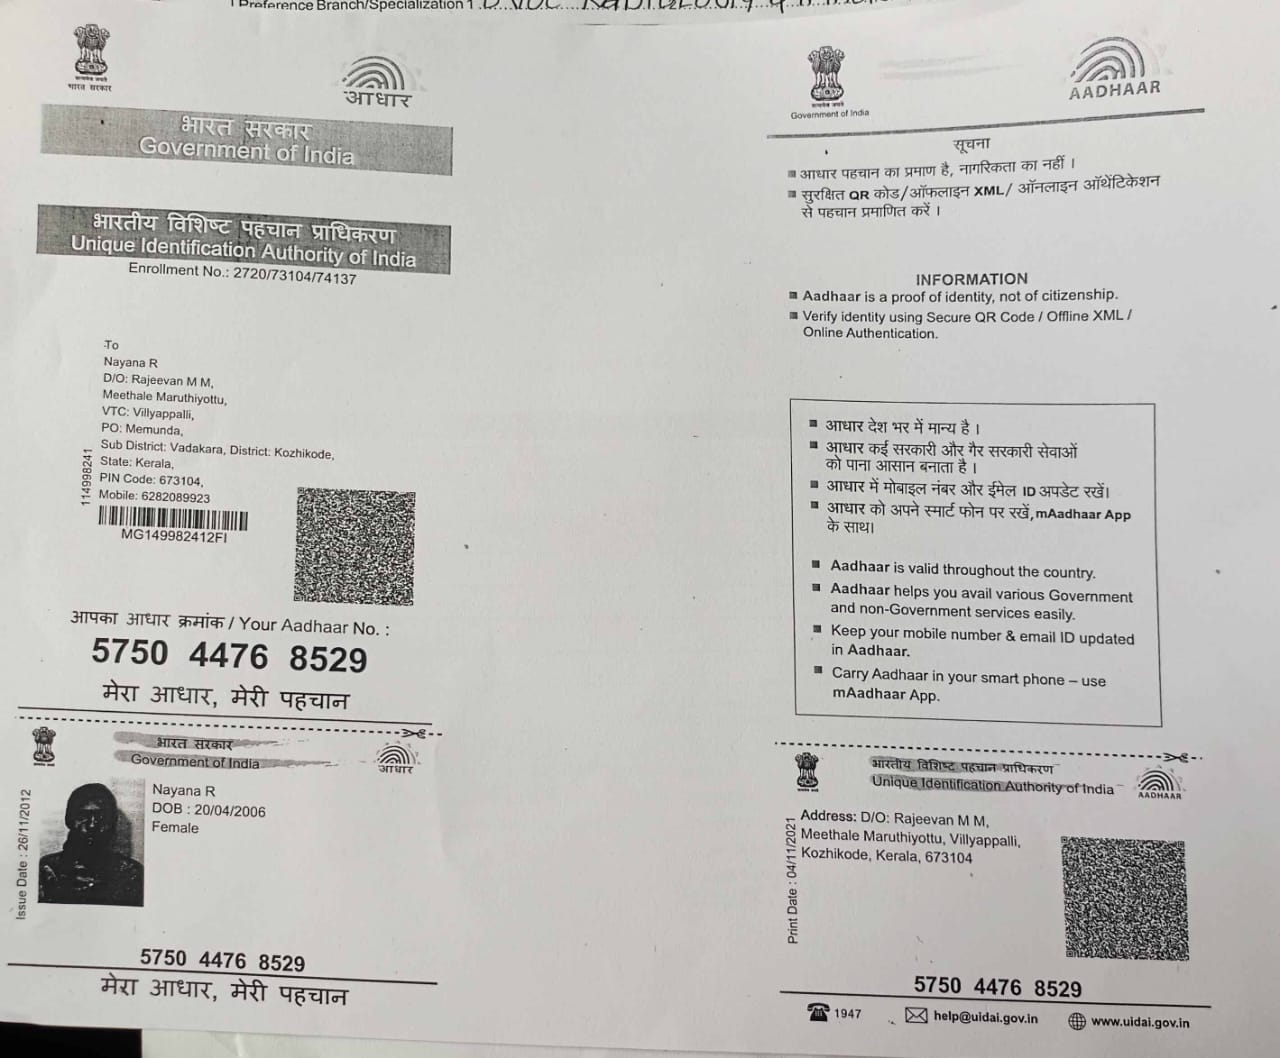 Preference Branch/Specialization 1
भारत सरकार
आधार
भारत सरकार
Government of India
भारतीय विशिष्ट पहचान प्राधिकरण
Unique Identification Authority of India
Enrollment No.: 2720/73104/74137
To
Nayana R
D/O: Rajeevan M M,
Meethale Maruthiyottu,
VTC: Villyappalli,
PO: Memunda,
Sub District: Vadakara, District: Kozhikode,
State: Kerala,
PIN Code: 673104,
Mobile: 6282089923
114998241
MG149982412FI
आपका आधार क्रमांक / Your Aadhaar No. :
5750 4476 8529
मेरा आधार, मेरी पहचान
भारत सरकार
Government of India
आधार
Issue Date : 26/11/2012
Nayana R
DOB : 20/04/2006
Female
5750 4476 8529
मेरा आधार, मेरी पहचान
सत्यमेव जयते
Government of India
AADHAAR
सूचना
आधार पहचान का प्रमाण है, नागरिकता का नहीं ।
सुरक्षित QR कोड/ऑफलाइन XML/ ऑनलाइन ऑथेंटिकेशन
से पहचान प्रमाणित करें ।
INFORMATION
Aadhaar is a proof of identity, not of citizenship.
Verify identity using Secure QR Code / Offline XML /
Online Authentication.
आधार देश भर में मान्य है ।
आधार कई सरकारी और गैर सरकारी सेवाओं
को पाना आसान बनाता है ।
आधार में मोबाइल नंबर और ईमेल ID अपडेट रखें।
आधार को अपने स्मार्ट फोन पर रखें, mAadhaar App
के साथ।
Aadhaar is valid throughout the country.
Aadhaar helps you avail various Government
and non-Government services easily.
Keep your mobile number & email ID updated
in Aadhaar.
Carry Aadhaar in your smart phone – use
mAadhaar App.
भारतीय विशिष्ट पहचान प्राधिकरण
Unique Identification Authority of India
AADHAAR
Print Date : 04/11/2021
Address: D/O: Rajeevan M M,
Meethale Maruthiyottu, Villyappalli,
Kozhikode, Kerala, 673104
5750 4476 8529
1947
help@uidai.gov.in
www.uidai.gov.in